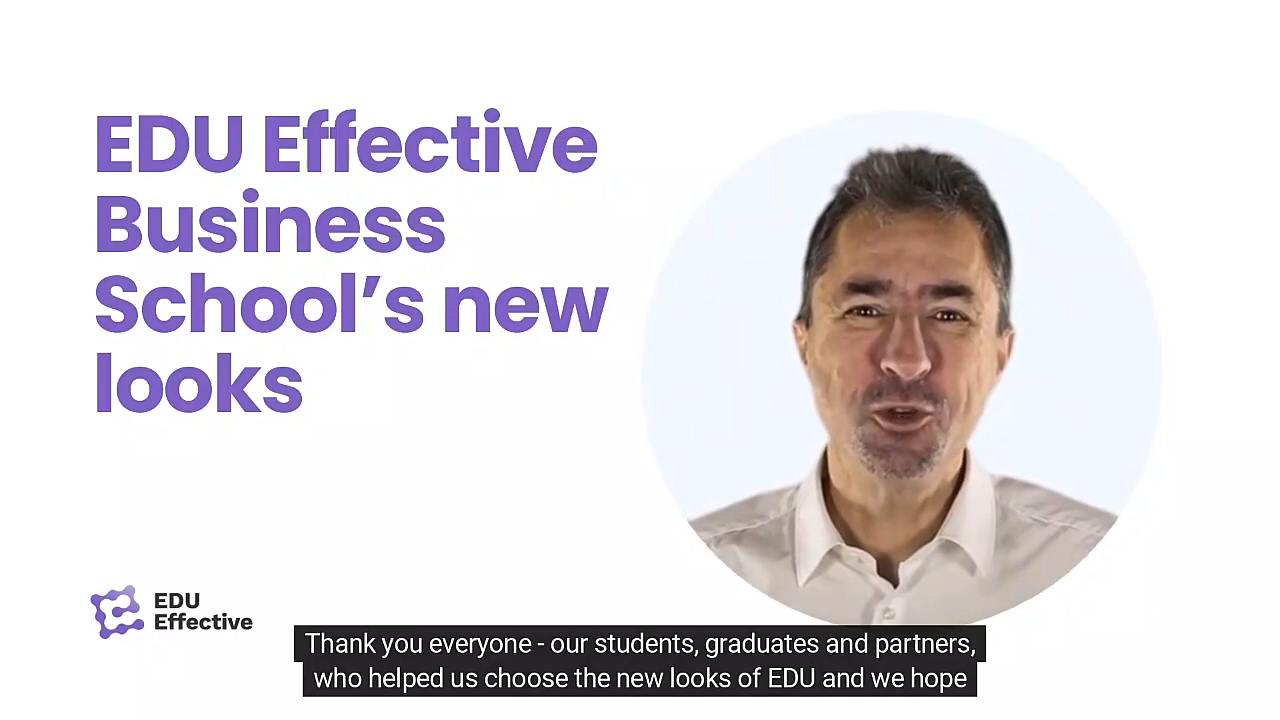 EDU Effective
Business
School’s new
looks
EDU
Effective
Thank you everyone - our students, graduates and partners,
who helped us choose the new looks of EDU and we hope